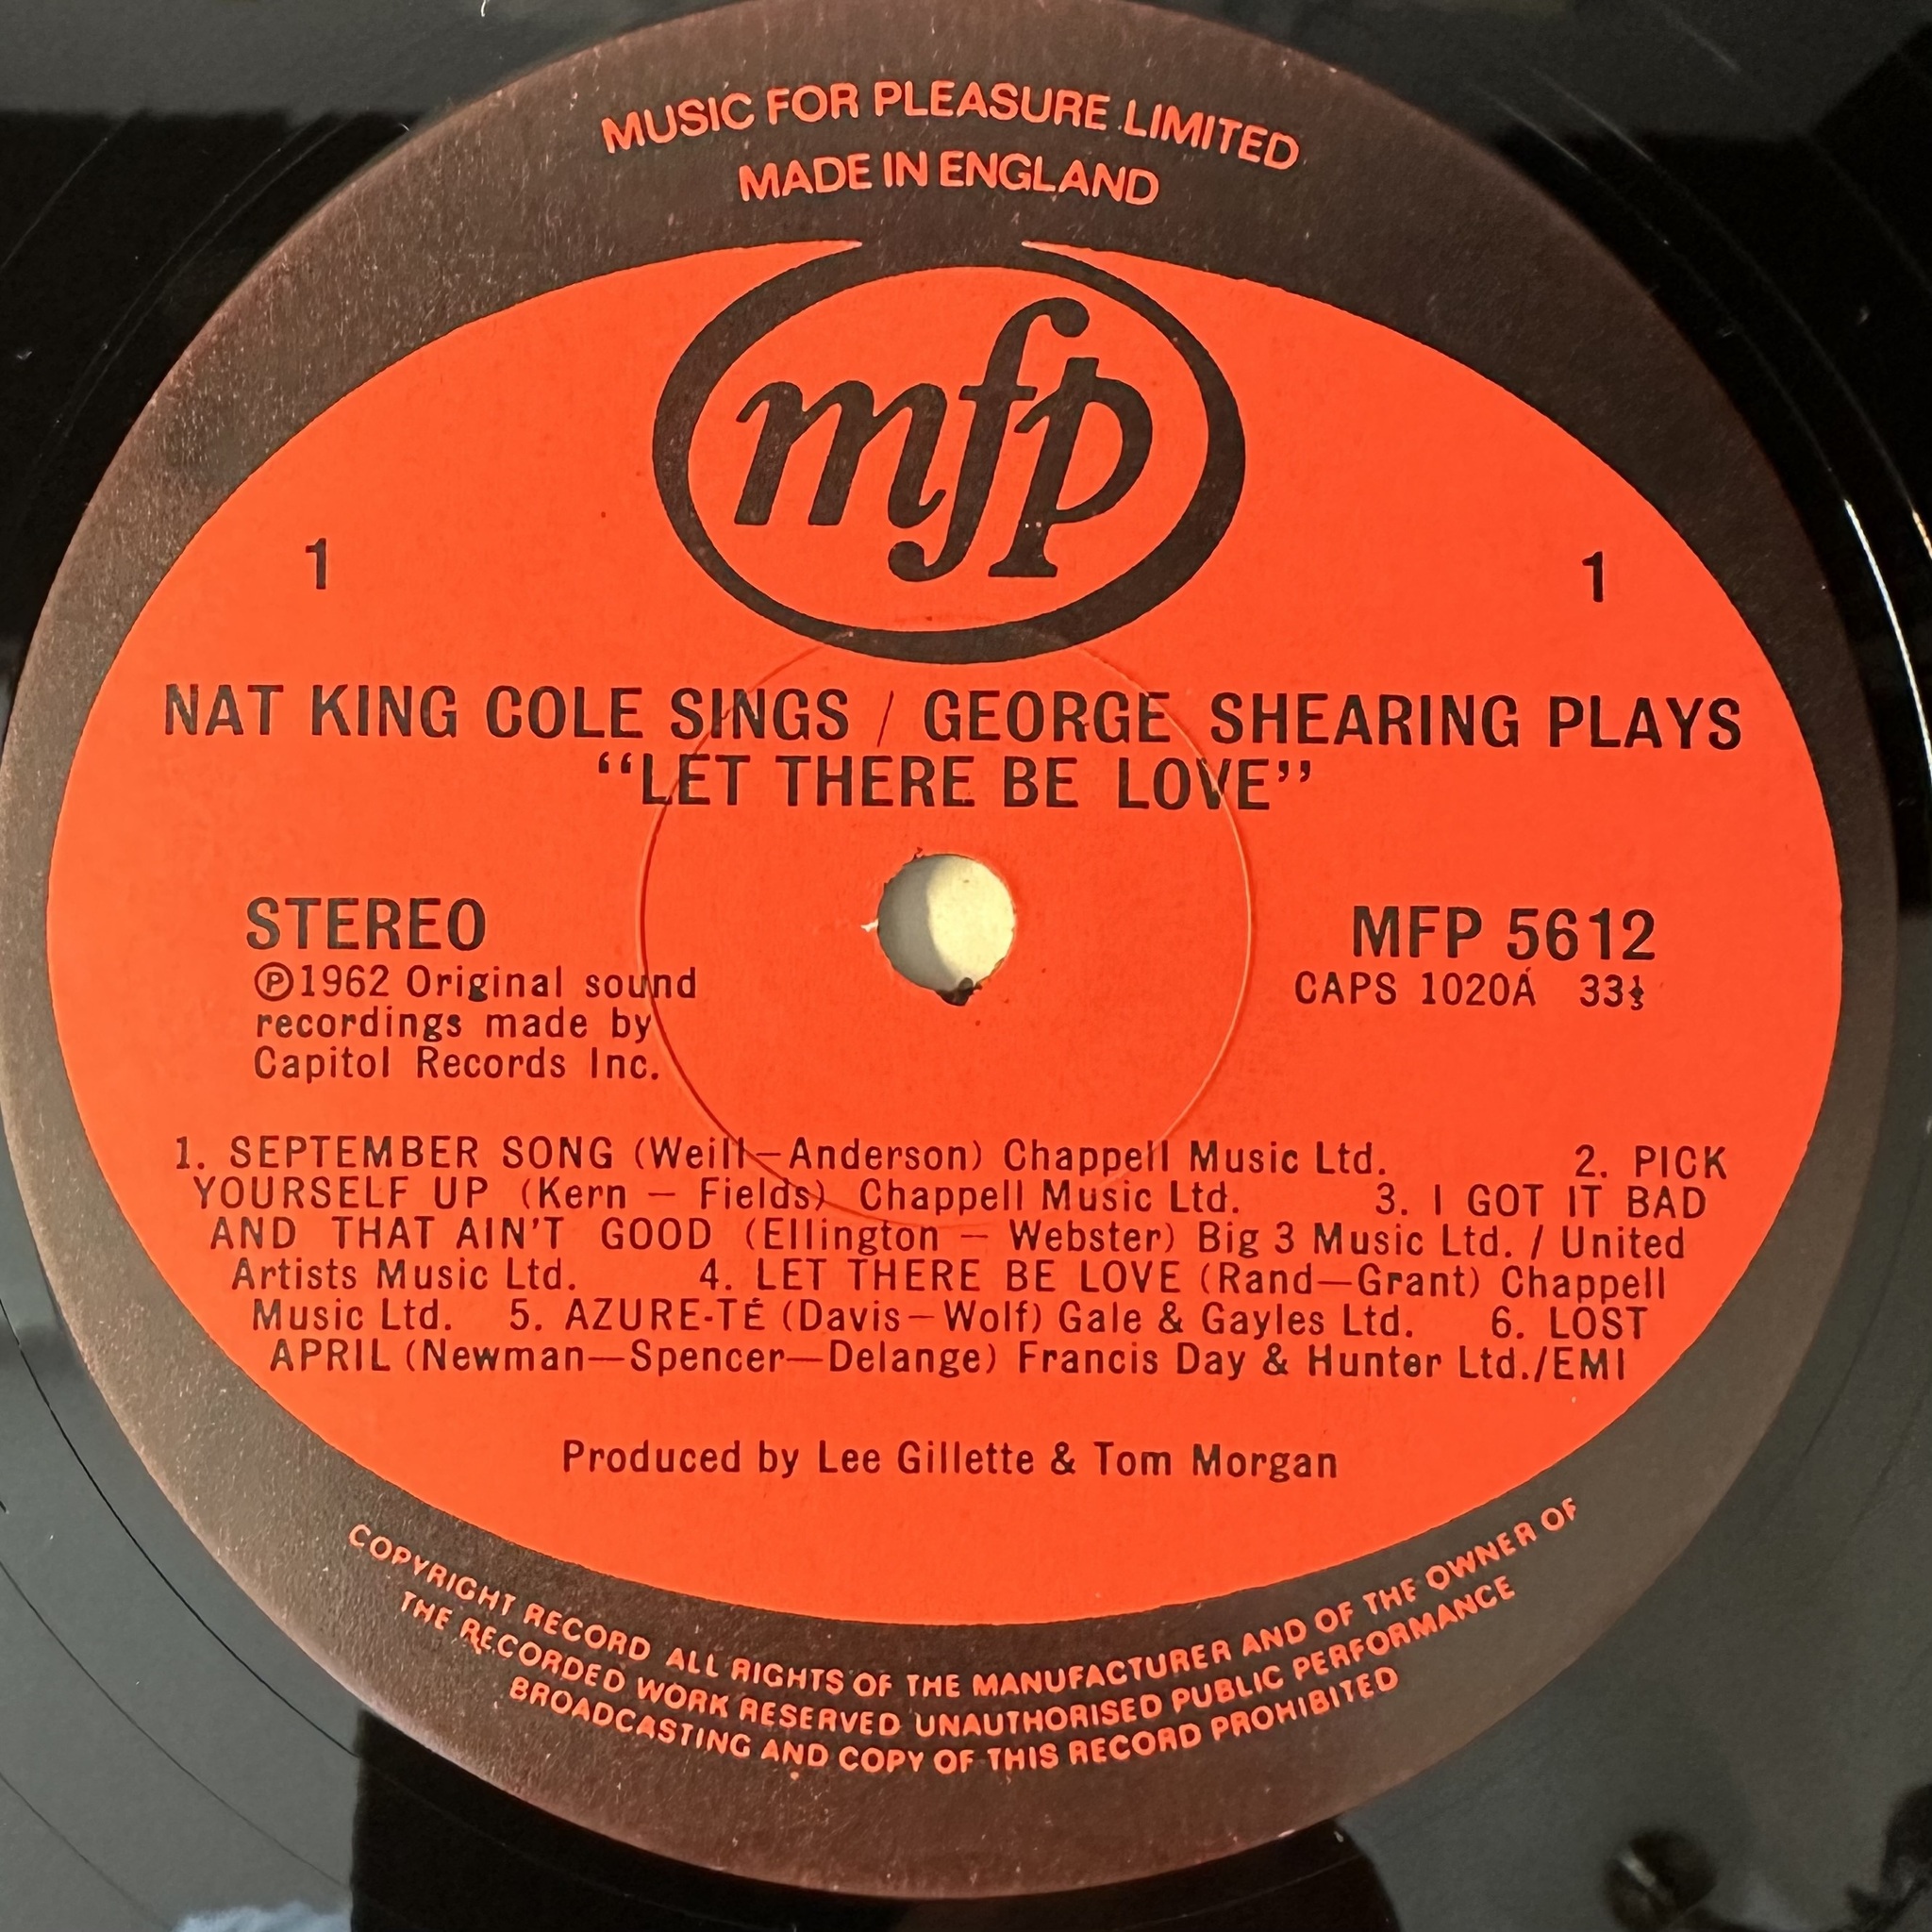 MUSIC FOR PLEASURE LIMITED
MADE IN ENGLAND
mfp
1 1
NAT KING COLE SINGS / GEORGE SHEARING PLAYS
“LET THERE BE LOVE”
STEREO MFP 5612
℗1962 Original sound CAPS 1020A 33⅓
recordings made by
Capitol Records Inc.
1. SEPTEMBER SONG (Weill—Anderson) Chappell Music Ltd. 2. PICK
YOURSELF UP (Kern — Fields) Chappell Music Ltd. 3. I GOT IT BAD
AND THAT AIN’T GOOD (Ellington — Webster) Big 3 Music Ltd. / United
Artists Music Ltd. 4. LET THERE BE LOVE (Rand—Grant) Chappell
Music Ltd. 5. AZURE-TÉ (Davis—Wolf) Gale & Gayles Ltd. 6. LOST
APRIL (Newman—Spencer—Delange) Francis Day & Hunter Ltd./EMI
Produced by Lee Gillette & Tom Morgan
COPYRIGHT RECORD ALL RIGHTS OF THE MANUFACTURER AND OF THE OWNER OF
THE RECORDED WORK RESERVED UNAUTHORISED PUBLIC PERFORMANCE
BROADCASTING AND COPY OF THIS RECORD PROHIBITED